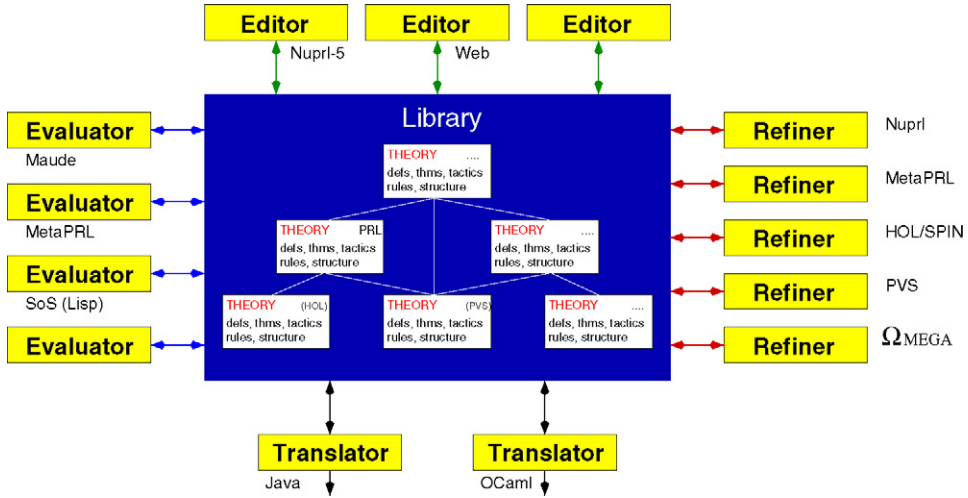 Editor
Editor
Editor
Nuprl-5
Web
Library
Evaluator
Maude
Evaluator
MetaPRL
Evaluator
SoS (Lisp)
Evaluator
THEORY ....
defs, thms, tactics
rules, structure
THEORY PRL
defs, thms, tactics
rules, structure
THEORY ....
defs, thms, tactics
rules, structure
THEORY (HOL)
defs, thms, tactics
rules, structure
THEORY (PVS)
defs, thms, tactics
rules, structure
THEORY ....
defs, thms, tactics
rules, structure
Refiner
Nuprl
Refiner
MetaPRL
Refiner
HOL/SPIN
Refiner
PVS
Refiner
ΩMEGA
Translator
Java
Translator
OCaml